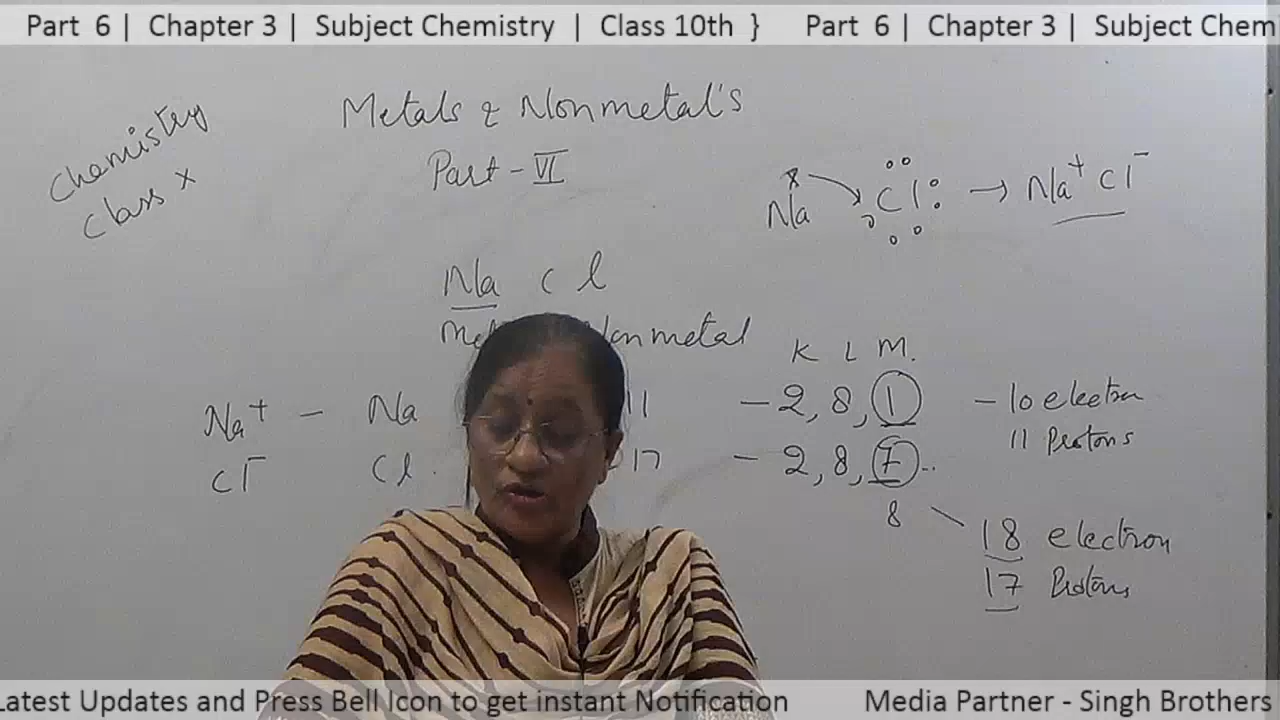 Part 6 | Chapter 3 | Subject Chemistry | Class 10th } Part 6 | Chapter 3 | Subject Chem
Chemistry
Class X
Metals & Nonmetal's
Part - VI
Na Cl → Na⁺ Cl⁻
Na Cl
Nonmetal
K L M.
Na⁺ - Na 11 - 2, 8, 1 - 10 electron
11 Protons
Cl⁻ Cl 17 - 2, 8, 7
8
18 electron
17 Protons
Latest Updates and Press Bell Icon to get instant Notification Media Partner - Singh Brothers